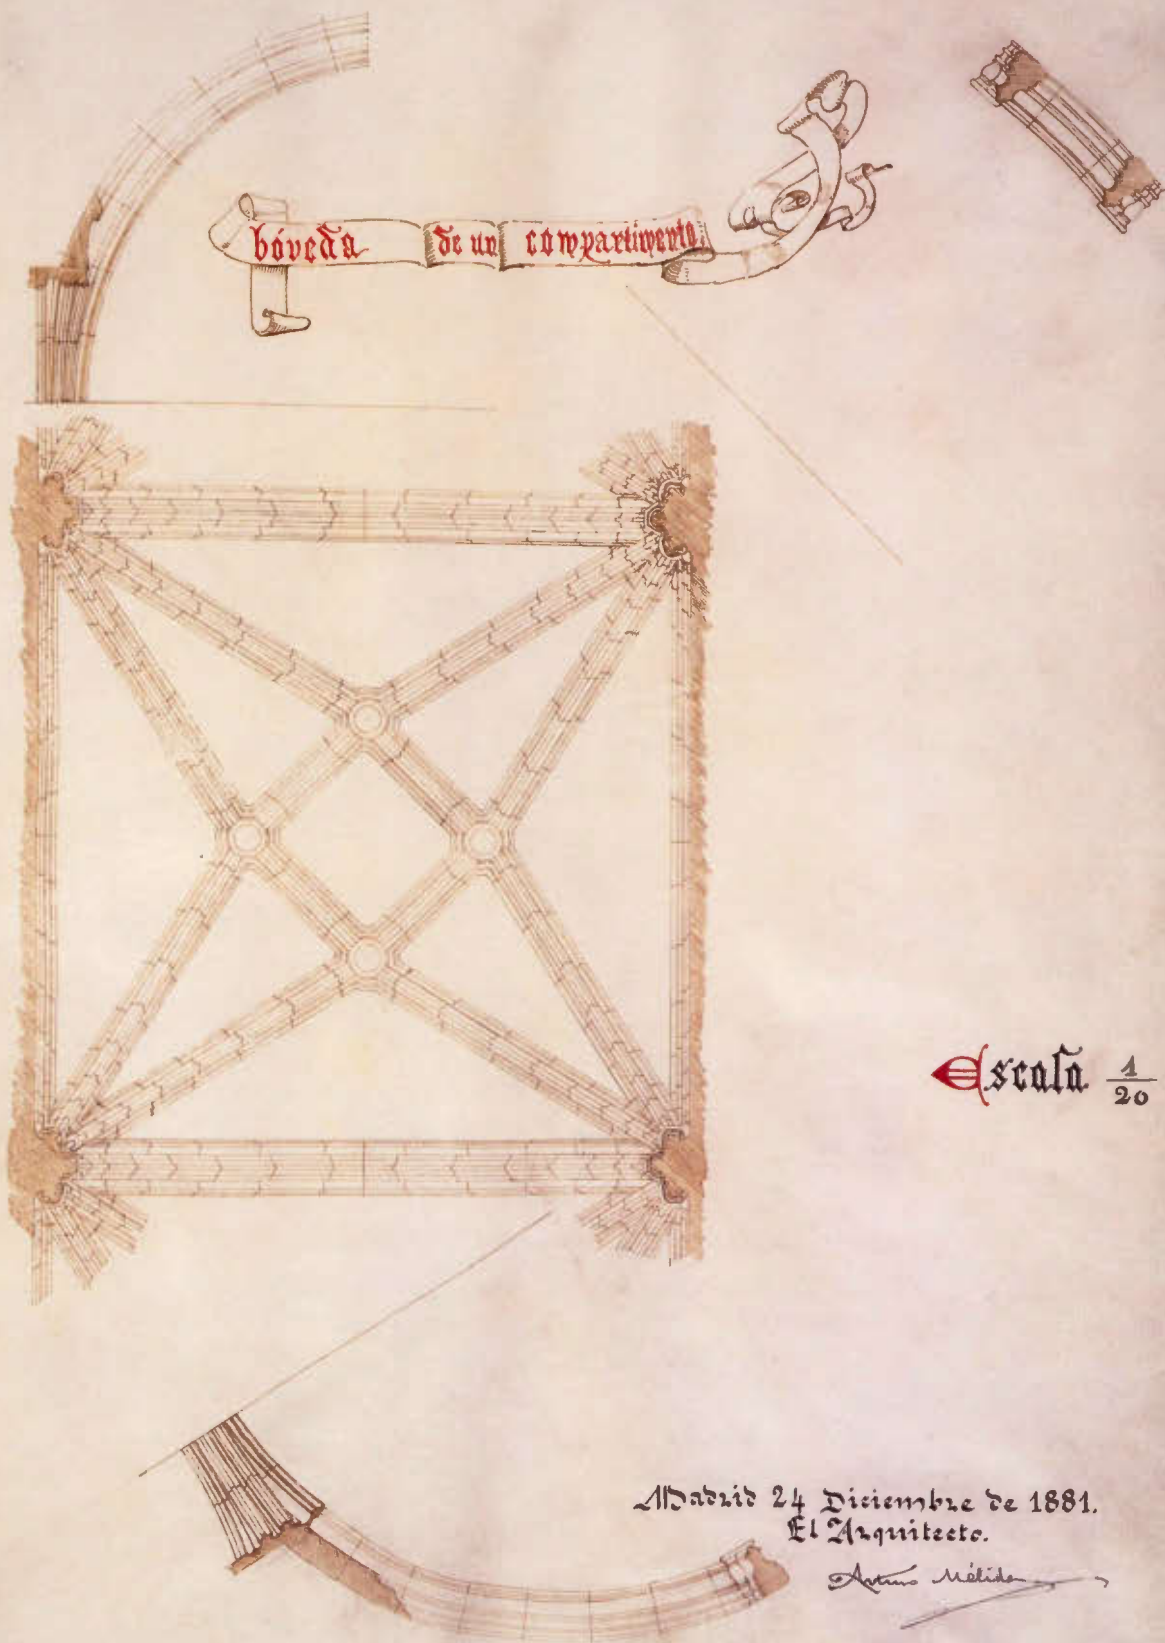 bóveda de un compartimento.
Escala 1/20
Madrid 24 Diciembre de 1881.
El Arquitecto.
Arturo Mélida